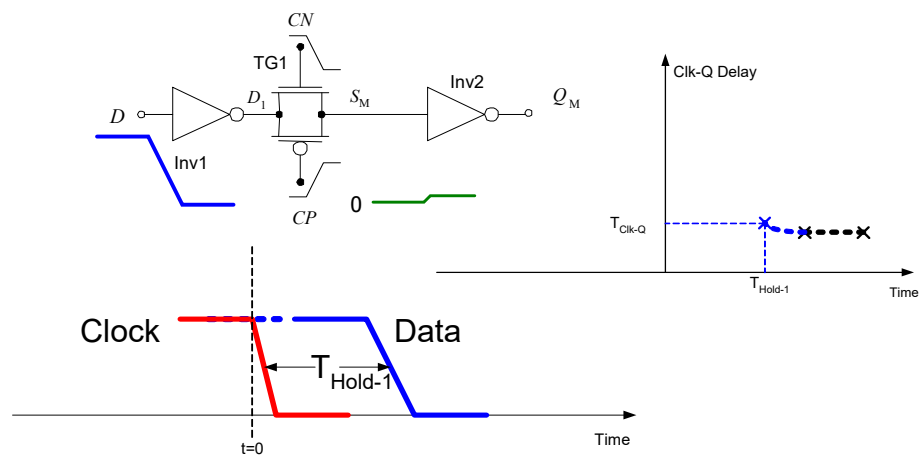 CN
TG1
Inv2
D
D1
SM
QM
Inv1
CP
0
Clk-Q Delay
TClk-Q
THold-1
Time
Clock
Data
THold-1
Time
t=0